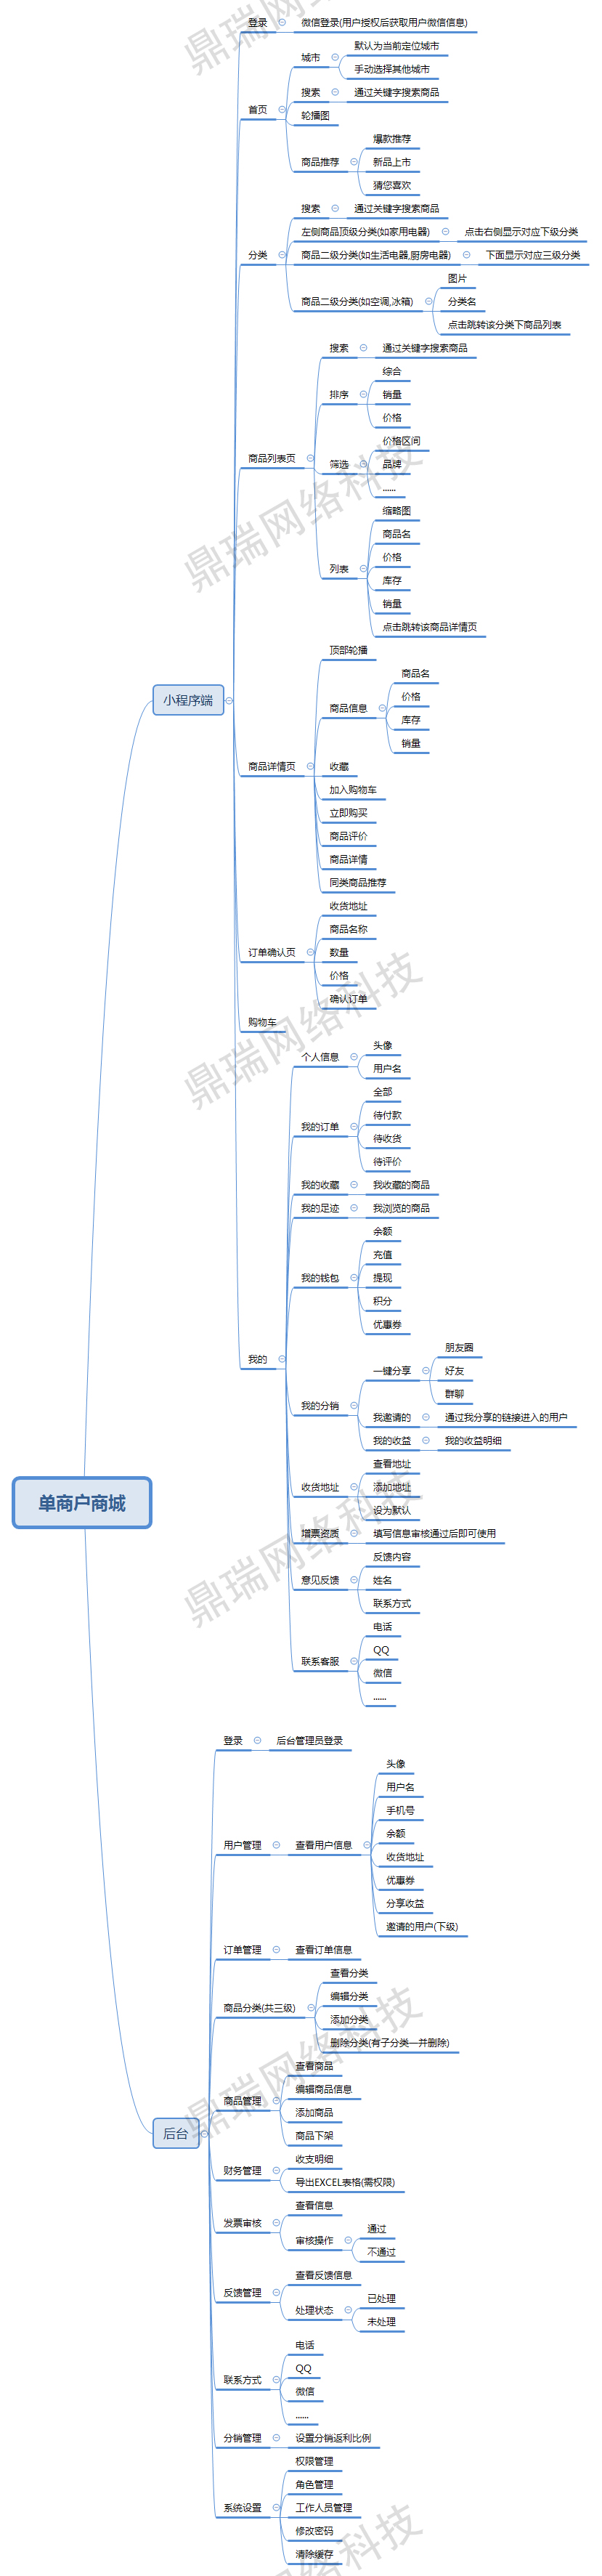 单商户商城
小程序端
登录
微信登录(用户授权后获取用户微信信息)
首页
城市
默认为当前定位城市
手动选择其他城市
搜索
通过关键字搜索商品
轮播图
商品推荐
爆款推荐
新品上市
猜您喜欢
分类
搜索
通过关键字搜索商品
左侧商品顶级分类(如家用电器)
点击右侧显示对应下级分类
商品二级分类(如生活电器,厨房电器)
下面显示对应三级分类
商品二级分类(如空调,冰箱)
图片
分类名
点击跳转该分类下商品列表
商品列表页
搜索
通过关键字搜索商品
排序
综合
销量
价格
筛选
价格区间
品牌
......
列表
缩略图
商品名
价格
库存
销量
点击跳转该商品详情页
商品详情页
顶部轮播
商品信息
商品名
价格
库存
销量
收藏
加入购物车
立即购买
商品评价
商品详情
同类商品推荐
订单确认页
收货地址
商品名称
数量
价格
确认订单
购物车
我的
个人信息
头像
用户名
我的订单
全部
待付款
待收货
待评价
我的收藏
我收藏的商品
我的足迹
我浏览的商品
我的钱包
余额
充值
提现
积分
优惠券
我的分销
一键分享
朋友圈
好友
群聊
我邀请的
通过我分享的链接进入的用户
我的收益
我的收益明细
收货地址
查看地址
添加地址
设为默认
增票资质
填写信息审核通过后即可使用
意见反馈
反馈内容
姓名
联系方式
联系客服
电话
QQ
微信
......
后台
登录
后台管理员登录
用户管理
查看用户信息
头像
用户名
手机号
余额
收货地址
优惠券
分享收益
邀请的用户(下级)
订单管理
查看订单信息
商品分类(共三级)
查看分类
编辑分类
添加分类
删除分类(有子分类一并删除)
商品管理
查看商品
编辑商品信息
添加商品
商品下架
财务管理
收支明细
导出EXCEL表格(需权限)
发票审核
查看信息
审核操作
通过
不通过
反馈管理
查看反馈信息
处理状态
已处理
未处理
联系方式
电话
QQ
微信
......
分销管理
设置分销返利比例
系统设置
权限管理
角色管理
工作人员管理
修改密码
清除缓存
鼎瑞网络科技
鼎瑞网络科技
鼎瑞网络科技
鼎瑞网络科技